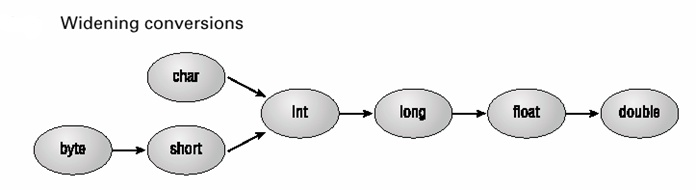 Widening conversions
char
int
long
float
double
byte
short